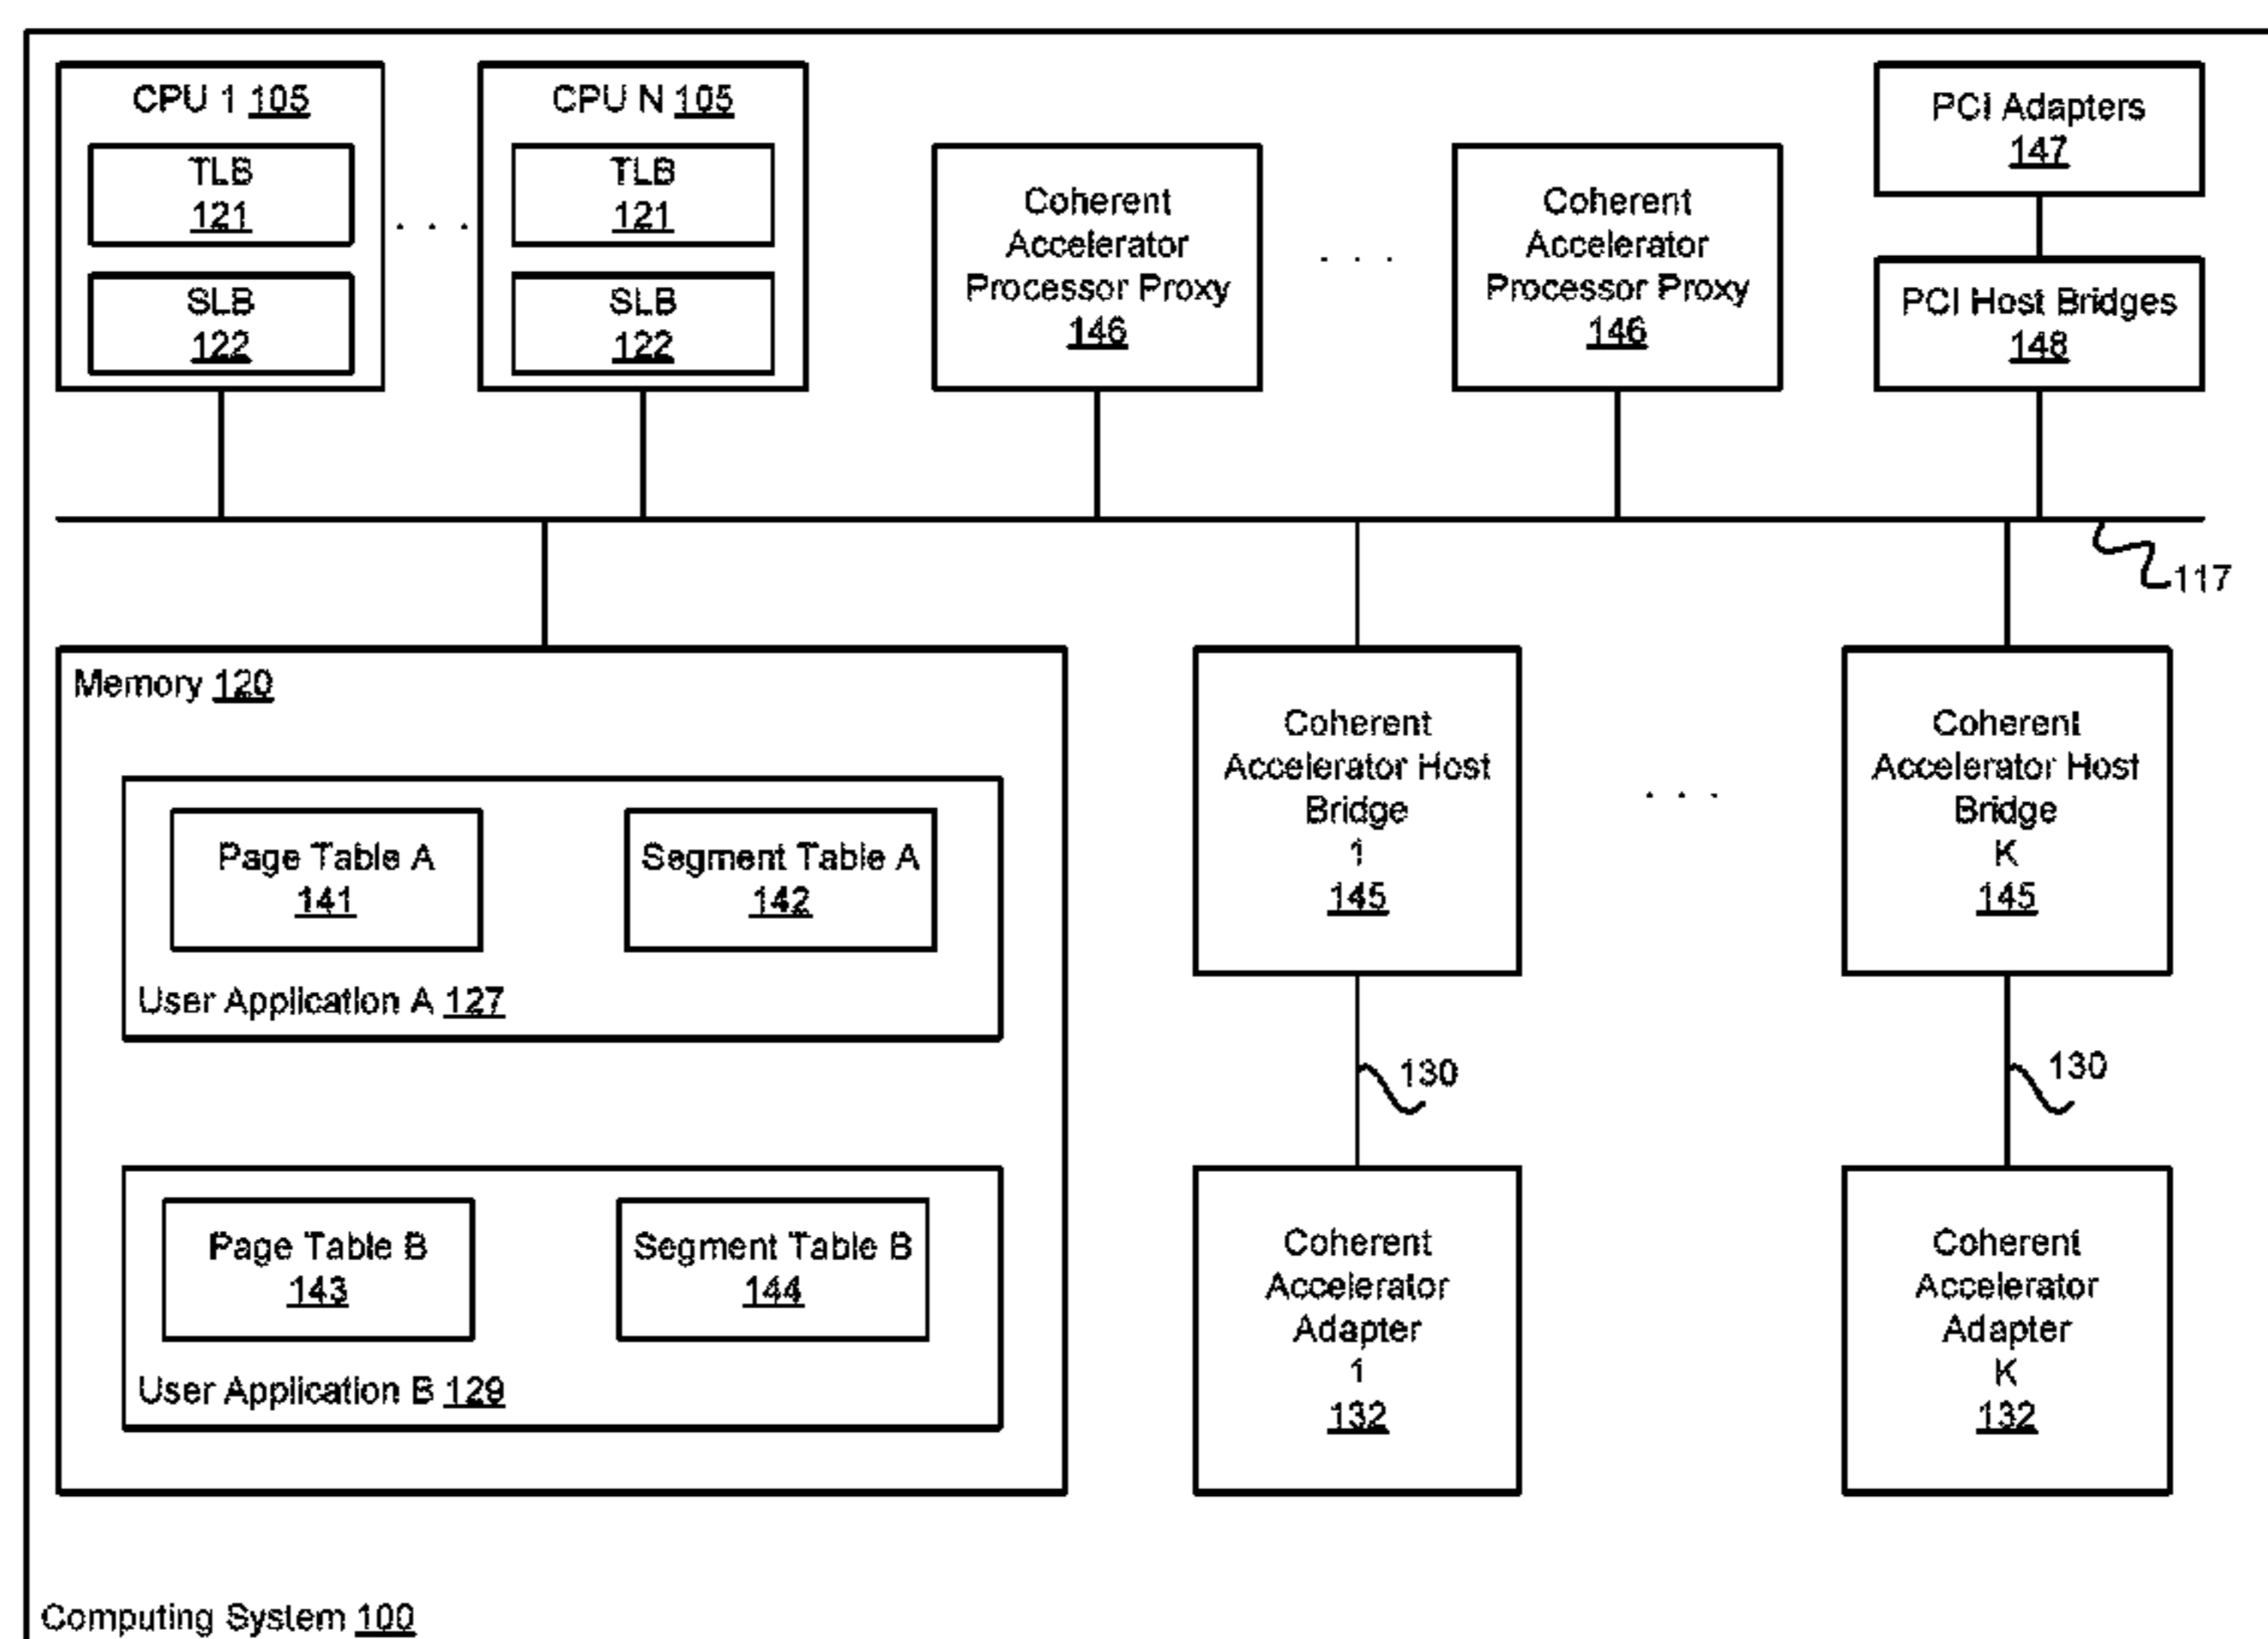 CPU 1 105
TLB
121
SLB
122
. . .
CPU N 105
TLB
121
SLB
122
Coherent
Accelerator
Processor Proxy
146
. . .
Coherent
Accelerator
Processor Proxy
146
PCI Adapters
147
PCI Host Bridges
148
117
Memory 120
Page Table A
141
Segment Table A
142
User Application A 127
Page Table B
143
Segment Table B
144
User Application B 129
Coherent
Accelerator Host
Bridge
1
145
. . .
Coherent
Accelerator Host
Bridge
K
145
130
130
Coherent
Accelerator
Adapter
1
132
Coherent
Accelerator
Adapter
K
132
Computing System 100